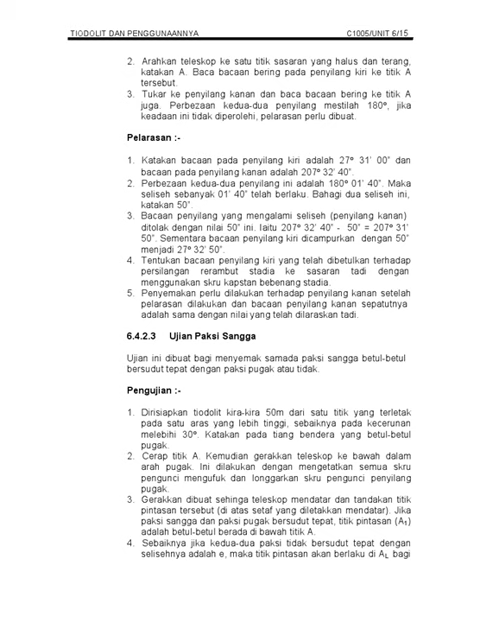 TIODOLIT DAN PENGGUNAANNYA C1005/UNIT 6/15
2. Arahkan teleskop ke satu titik sasaran yang halus dan terang,
katakan A. Baca bacaan bering pada penyilang kiri ke titik A
tersebut.
3. Tukar ke penyilang kanan dan baca bacaan bering ke titik A
juga. Perbezaan kedua-dua penyilang mestilah 180°, jika
keadaan ini tidak diperolehi, pelarasan perlu dibuat.
Pelarasan :-
1. Katakan bacaan pada penyilang kiri adalah 27° 31' 00" dan
bacaan pada penyilang kanan adalah 207° 32' 40".
2. Perbezaan kedua-dua penyilang ini adalah 180° 01' 40". Maka
seliseh sebanyak 01' 40" telah berlaku. Bahagi dua seliseh ini,
katakan 50".
3. Bacaan penyilang yang mengalami seliseh (penyilang kanan)
ditolak dengan nilai 50" ini. Iaitu 207° 32' 40" - 50" = 207° 31'
50". Sementara bacaan penyilang kiri dicampurkan dengan 50"
menjadi 27° 32' 50".
4. Tentukan bacaan penyilang kiri yang telah dibetulkan terhadap
persilangan rerambut stadia ke sasaran tadi dengan
menggunakan skru kapstan bebenang stadia.
5. Penyemakan perlu dilakukan terhadap penyilang kanan setelah
pelarasan dilakukan dan bacaan penyilang kanan sepatutnya
adalah sama dengan nilai yang telah dilaraskan tadi.
6.4.2.3 Ujian Paksi Sangga
Ujian ini dibuat bagi menyemak samada paksi sangga betul-betul
bersudut tepat dengan paksi pugak atau tidak.
Pengujian :-
1. Dirisiapkan tiodolit kira-kira 50m dari satu titik yang terletak
pada satu aras yang lebih tinggi, sebaiknya pada kecerunan
melebihi 30°. Katakan pada tiang bendera yang betul-betul
pugak.
2. Cerap titik A. Kemudian gerakkan teleskop ke bawah dalam
arah pugak. Ini dilakukan dengan mengetatkan semua skru
pengunci mengufuk dan longgarkan skru pengunci penyilang
pugak.
3. Gerakkan dibuat sehinga teleskop mendatar dan tandakan titik
pintasan tersebut (di atas setaf yang diletakkan mendatar). Jika
paksi sangga dan paksi pugak bersudut tepat, titik pintasan (A₁)
adalah betul-betul berada di bawah titik A.
4. Sebaiknya jika kedua-dua paksi tidak bersudut tepat dengan
selisehnya adalah e, maka titik pintasan akan berlaku di A<sub>L</sub> bagi